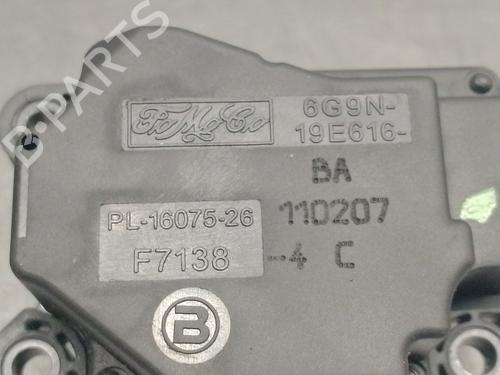 B-PARTS
FoMoCo
6G9N-
19E616-
BA
110207
-4 C
PL-16075-26
F7138
B